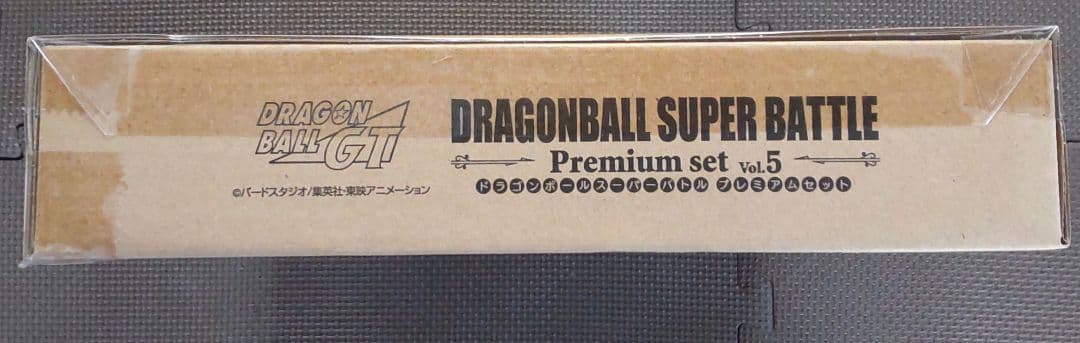 DRAGON
BALL GT
©バードスタジオ/集英社・東映アニメーション
DRAGONBALL SUPER BATTLE
Premium set Vol.5
ドラゴンボールスーパーバトル プレミアムセット